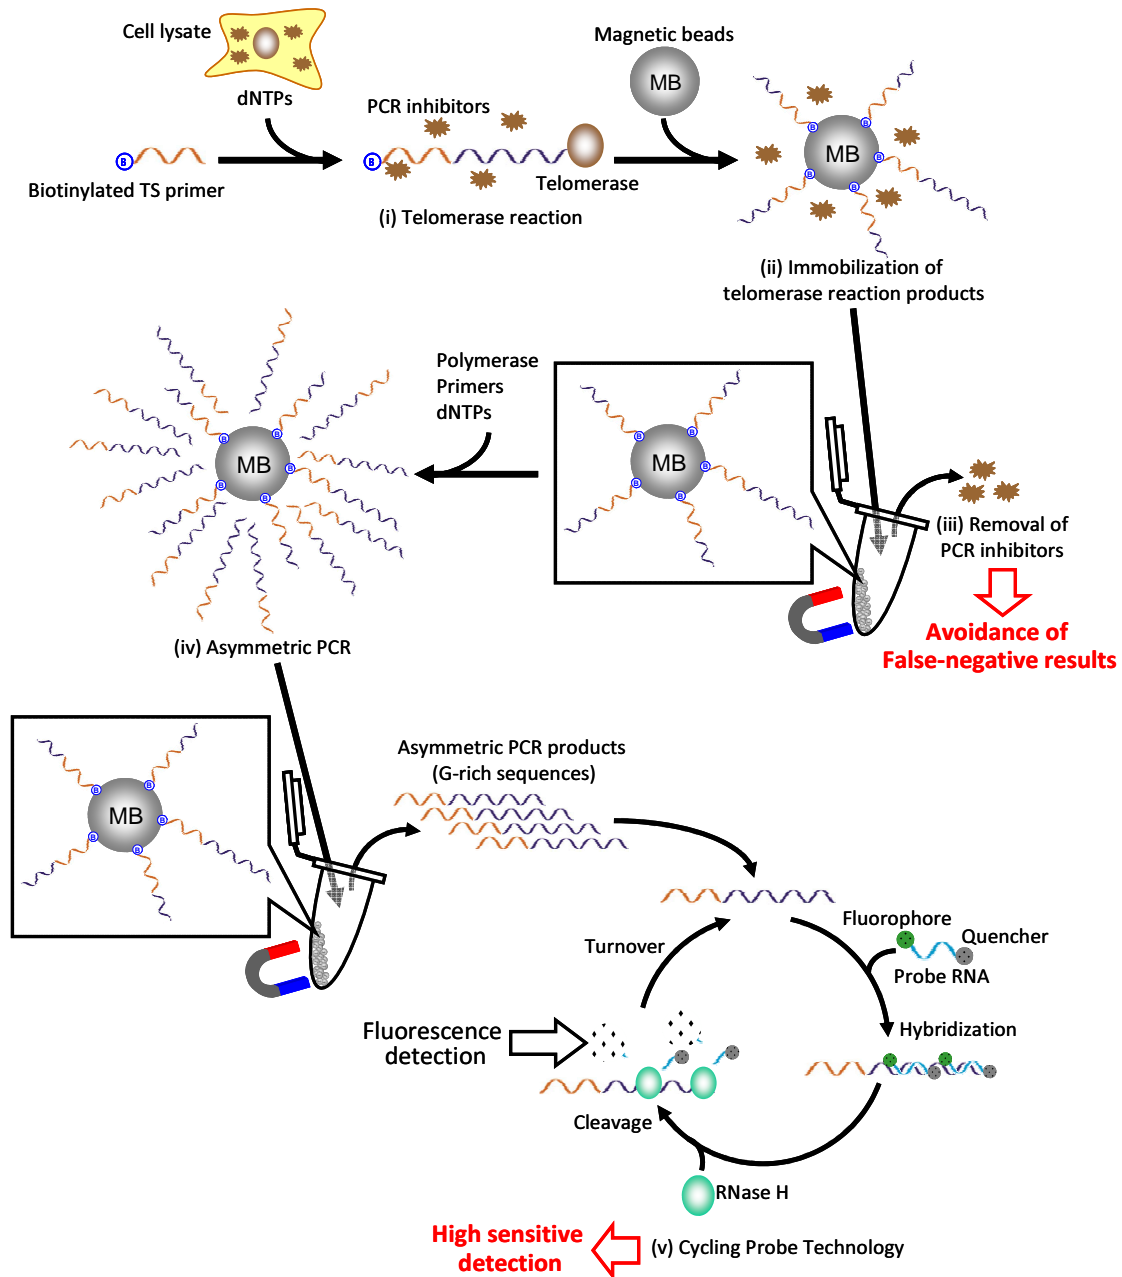 Cell lysate
dNTPs
Biotinylated TS primer
B
PCR inhibitors
B
Telomerase
(i) Telomerase reaction
Magnetic beads
MB
MB
B
B
B
B
B
(ii) Immobilization of
telomerase reaction products
Polymerase
Primers
dNTPs
MB
B
B
B
B
B
MB
B
B
B
B
B
(iii) Removal of
PCR inhibitors
Avoidance of
False-negative results
(iv) Asymmetric PCR
MB
B
B
B
B
B
Asymmetric PCR products
(G-rich sequences)
Turnover
Fluorophore
Quencher
Probe RNA
Hybridization
Fluorescence
detection
Cleavage
RNase H
High sensitive
detection
(v) Cycling Probe Technology